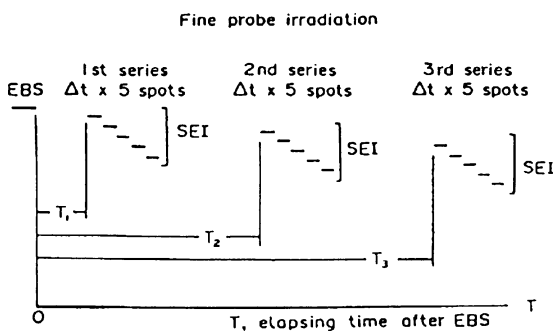 Fine probe irradiation
1st series
Δt x 5 spots
2nd series
Δt x 5 spots
3rd series
Δt x 5 spots
EBS
SEI
SEI
SEI
T₁
T₂
T₃
O
T, elapsing time after EBS
T